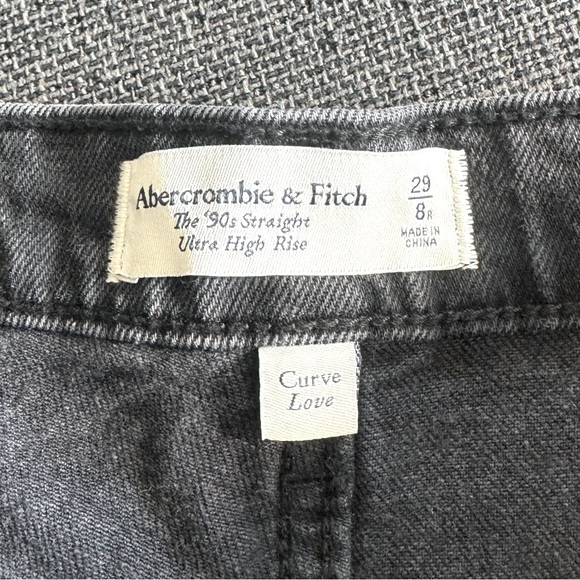 Abercrombie & Fitch
The '90s Straight
Ultra High Rise
29
8R
MADE IN
CHINA
Curve
Love